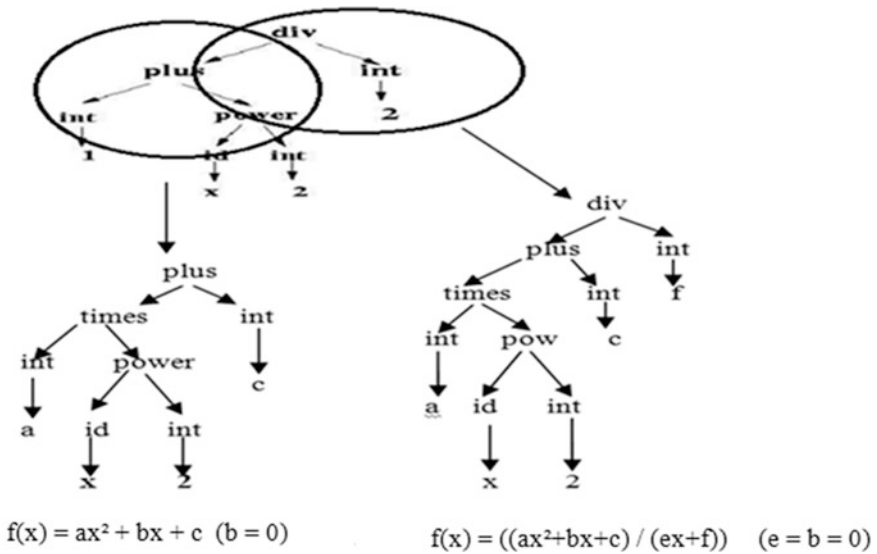 div
plus int
int power 2
1 id int
x 2
div
plus int
plus
times int f
times int
int pow c
int power c
a id int
a id int
x 2
x 2
f(x) = ax² + bx + c (b = 0)
f(x) = ((ax²+bx+c) / (ex+f)) (e = b = 0)